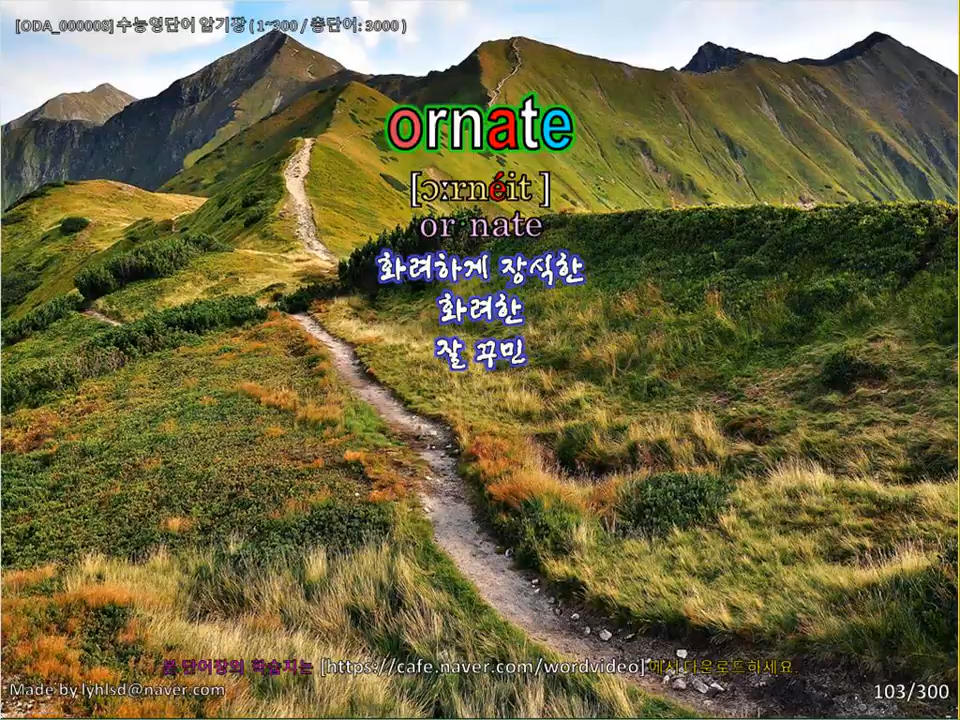 [ODA_000008] 수능영단어 암기장 ( 1~300 / 총단어: 3000 )
ornate
[ɔːrnéit ]
or nate
화려하게 장식한
화려한
잘 꾸민
본 단어장의 학습지는 [https://cafe.naver.com/wordvideo]에서 다운로드하세요.
Made by lyhlsd@naver.com
103/300